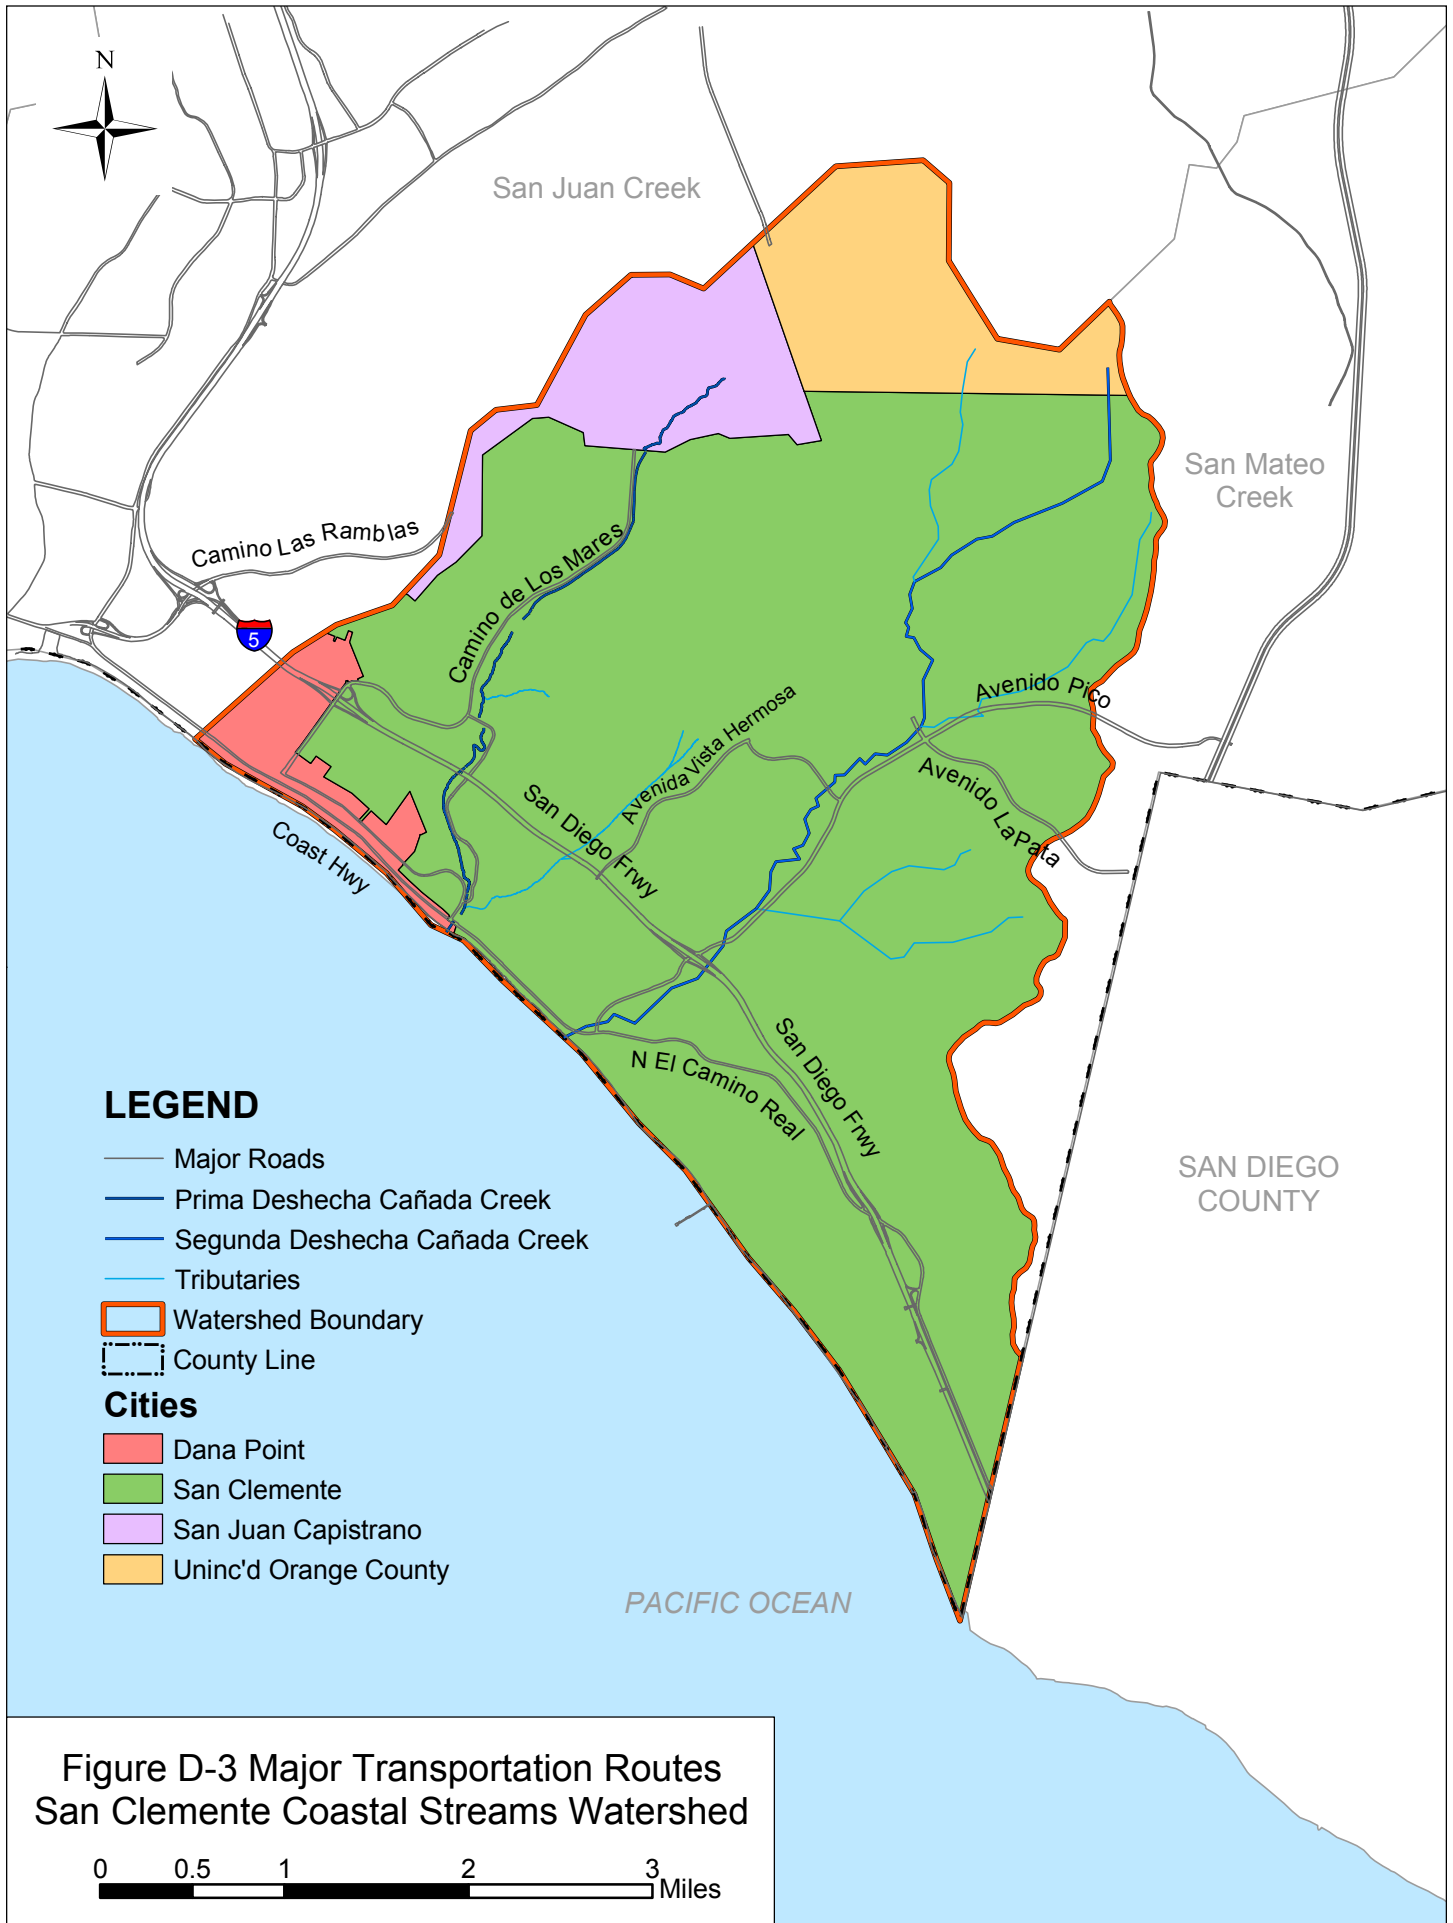 N
San Juan Creek
San Mateo
Creek
Camino Las Ramblas
5
Camino de Los Mares
Avenido Pico
Avenida Vista Hermosa
Avenido La Pata
San Diego Frwy
Coast Hwy
San Diego Frwy
N El Camino Real
SAN DIEGO
COUNTY
LEGEND
Major Roads
Prima Deshecha Cañada Creek
Segunda Deshecha Cañada Creek
Tributaries
Watershed Boundary
County Line
Cities
Dana Point
San Clemente
San Juan Capistrano
Uninc'd Orange County
PACIFIC OCEAN
Figure D-3 Major Transportation Routes
San Clemente Coastal Streams Watershed
0 0.5 1 2 3
Miles